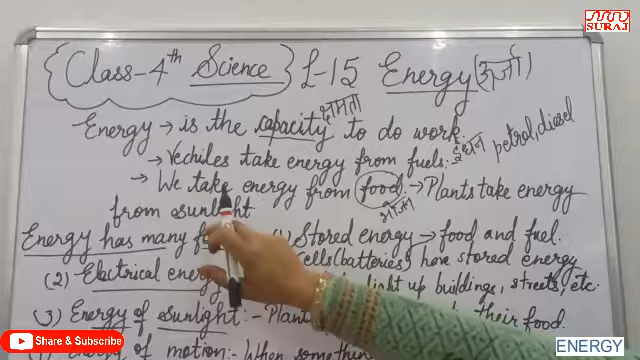 SURAJ
Class-4th Science L-15 Energy (ऊर्जा)
क्षमता
Energy → is the capacity to do work.
→ Vechiles take energy from fuels. ईंधन petrol, diesel
→ We take energy from food. → Plants take energy
from sunlight
Energy has many (1) Stored energy → food and fuel.
Cells (batteries) have stored energy
(2) Electrical energy light up buildings, streets, etc.
(3) Energy of sunlight:- their food.
Energy of motion:- When
Share & Subscribe
ENERGY